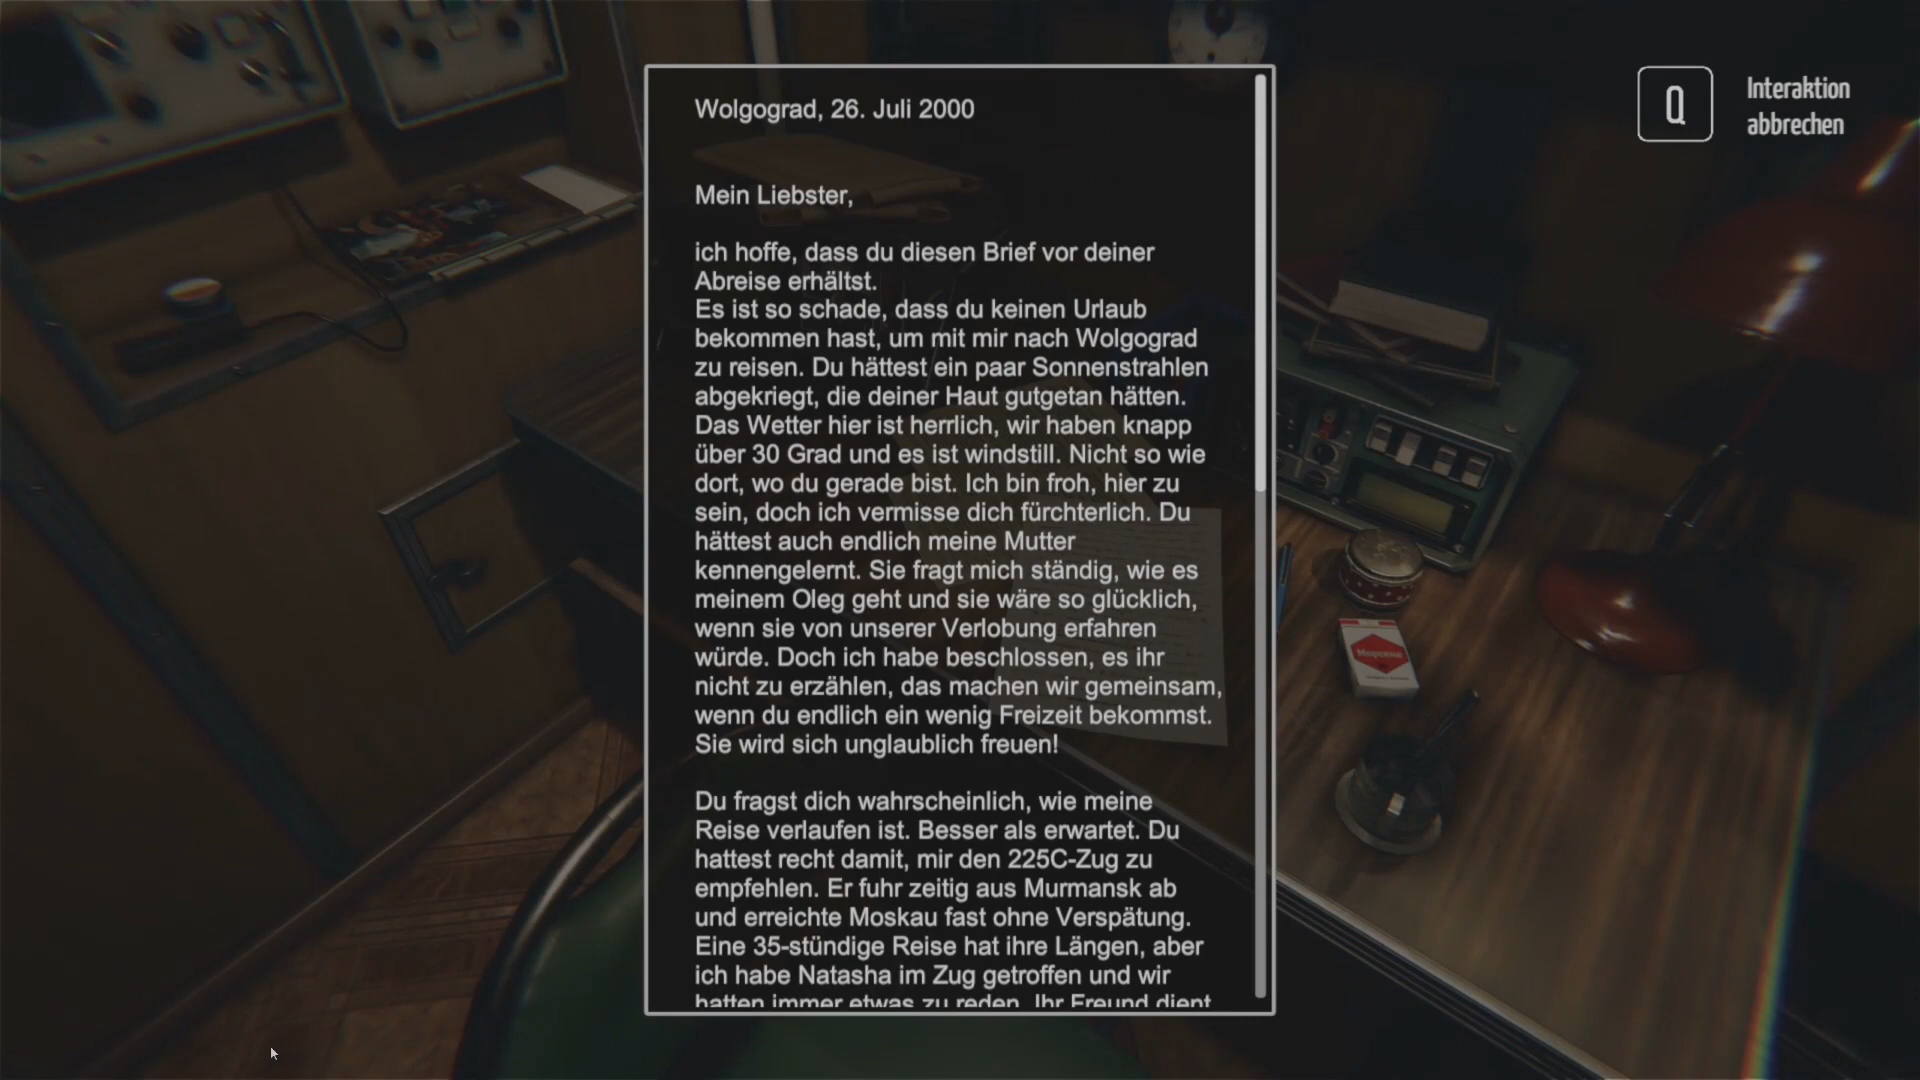 Wolgograd, 26. Juli 2000
Mein Liebster,
ich hoffe, dass du diesen Brief vor deiner
Abreise erhältst.
Es ist so schade, dass du keinen Urlaub
bekommen hast, um mit mir nach Wolgograd
zu reisen. Du hättest ein paar Sonnenstrahlen
abgekriegt, die deiner Haut gutgetan hätten.
Das Wetter hier ist herrlich, wir haben knapp
über 30 Grad und es ist windstill. Nicht so wie
dort, wo du gerade bist. Ich bin froh, hier zu
sein, doch ich vermisse dich fürchterlich. Du
hättest auch endlich meine Mutter
kennengelernt. Sie fragt mich ständig, wie es
meinem Oleg geht und sie wäre so glücklich,
wenn sie von unserer Verlobung erfahren
würde. Doch ich habe beschlossen, es ihr
nicht zu erzählen, das machen wir gemeinsam,
wenn du endlich ein wenig Freizeit bekommst.
Sie wird sich unglaublich freuen!
Du fragst dich wahrscheinlich, wie meine
Reise verlaufen ist. Besser als erwartet. Du
hattest recht damit, mir den 225C-Zug zu
empfehlen. Er fuhr zeitig aus Murmansk ab
und erreichte Moskau fast ohne Verspätung.
Eine 35-stündige Reise hat ihre Längen, aber
ich habe Natasha im Zug getroffen und wir
hatten immer etwas zu reden. Ihr Freund dient
Q
Interaktion
abbrechen